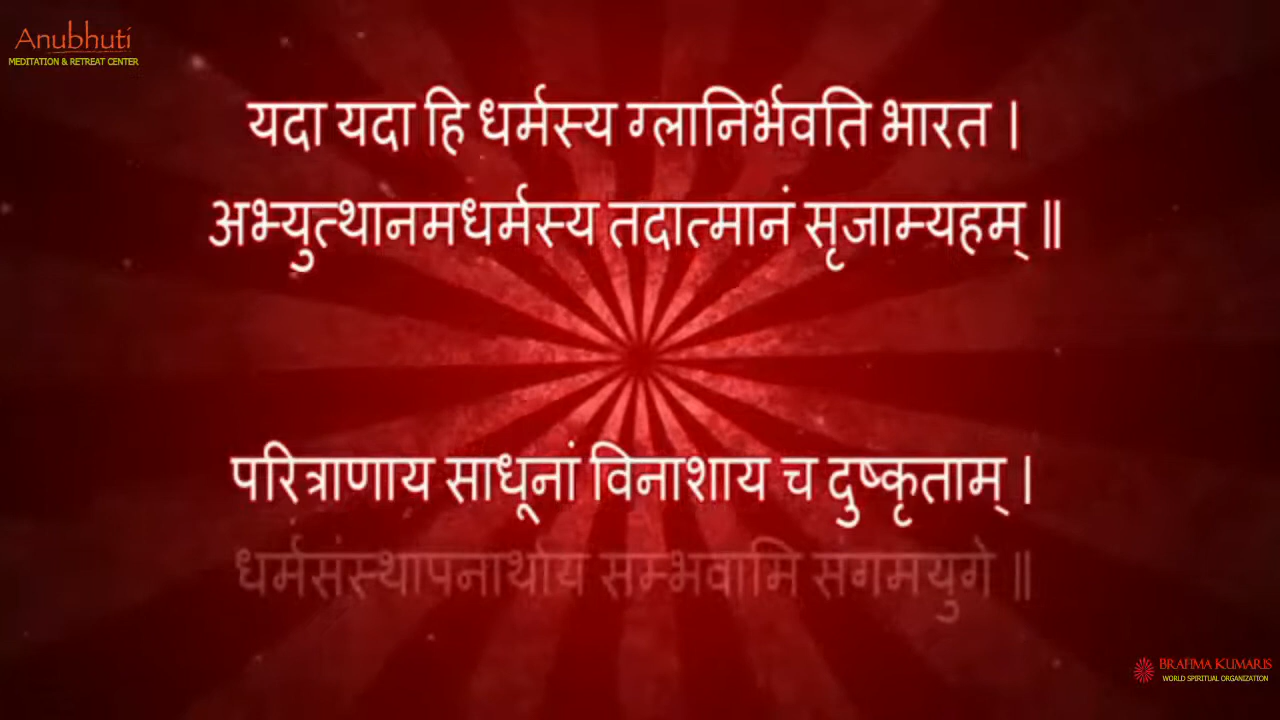 Anubhuti
MEDITATION & RETREAT CENTER
यदा यदा हि धर्मस्य ग्लानिर्भवति भारत ।
अभ्युत्थानमधर्मस्य तदात्मानं सृजाम्यहम् ॥
परित्राणाय साधूनां विनाशाय च दुष्कृताम् ।
धर्मसंस्थापनार्थाय सम्भवामि संगमयुगे ॥
BRAHMA KUMARIS
WORLD SPIRITUAL ORGANIZATION